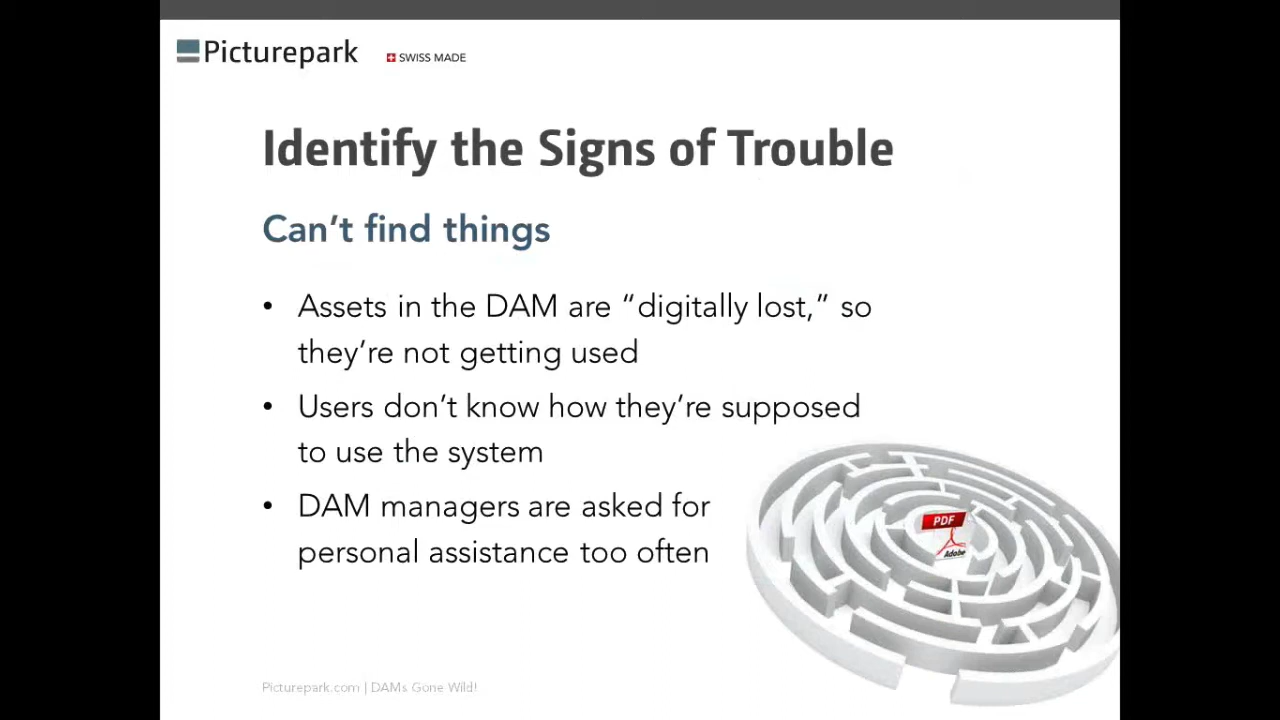 Picturepark
SWISS MADE
Identify the Signs of Trouble
Can’t find things
• Assets in the DAM are “digitally lost,” so
they’re not getting used
• Users don’t know how they’re supposed
to use the system
• DAM managers are asked for
personal assistance too often
PDF
Adobe
Picturepark.com | DAMs Gone Wild!